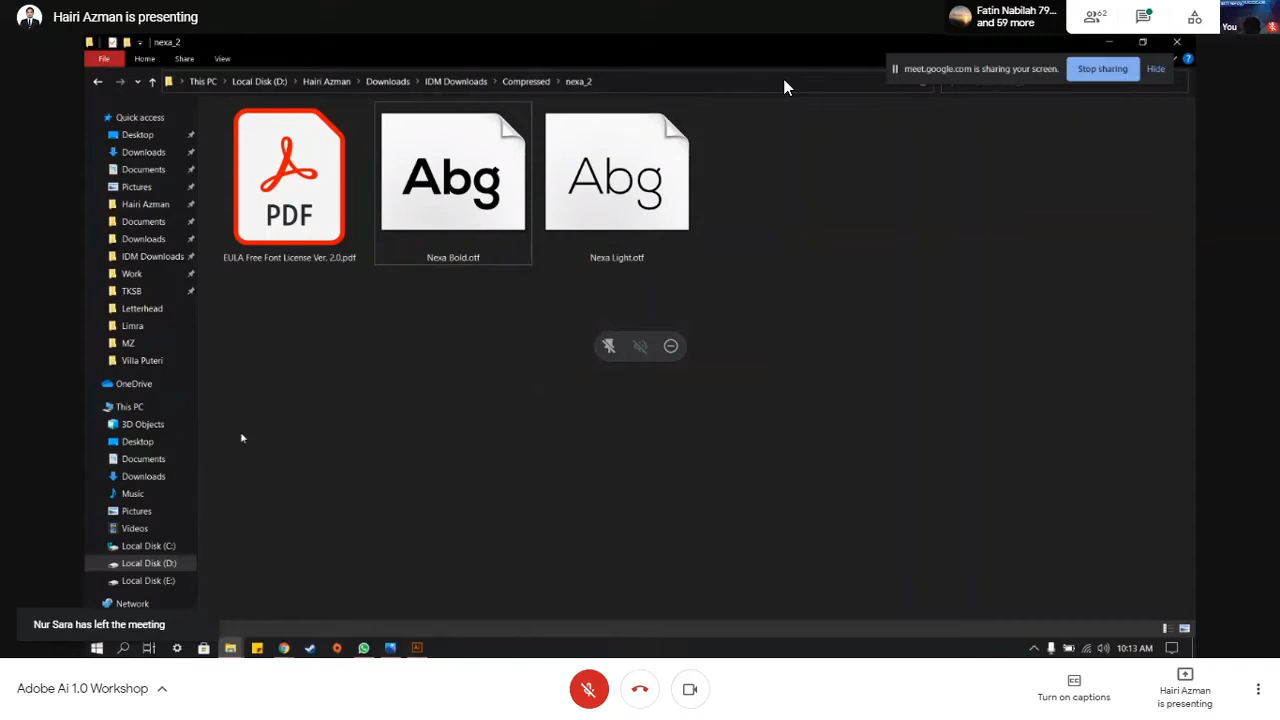 Hairi Azman is presenting
Fatin Nabilah 79...
and 59 more
62
You
nexa_2
File Home Share View
meet.google.com is sharing your screen. Stop sharing Hide
This PC > Local Disk (D:) > Hairi Azman > Downloads > IDM Downloads > Compressed > nexa_2
Quick access
Desktop
Downloads
Documents
Pictures
Hairi Azman
Documents
Downloads
IDM Downloads
Work
TKSB
Letterhead
Limra
MZ
Villa Puteri
OneDrive
This PC
3D Objects
Desktop
Documents
Downloads
Music
Pictures
Videos
Local Disk (C:)
Local Disk (D:)
Local Disk (E:)
Network
PDF
Abg
Abg
EULA Free Font License Ver. 2.0.pdf
Nexa Bold.otf
Nexa Light.otf
Nur Sara has left the meeting
Ai
10:13 AM
Adobe Ai 1.0 Workshop
Turn on captions
Hairi Azman
is presenting